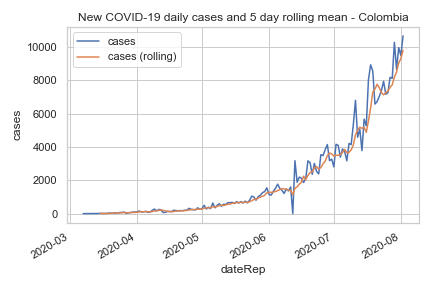 New COVID-19 daily cases and 5 day rolling mean - Colombia
cases
cases (rolling)
10000
8000
6000
4000
2000
0
cases
2020-03
2020-04
2020-05
2020-06
2020-07
2020-08
dateRep